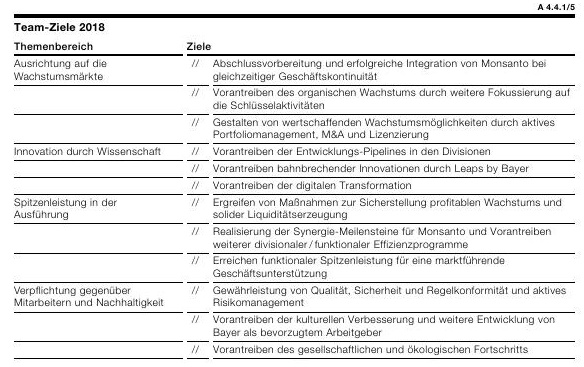 A 4.4.1/5
Team-Ziele 2018
Themenbereich Ziele
Ausrichtung auf die // Abschlussvorbereitung und erfolgreiche Integration von Monsanto bei
Wachstumsmärkte gleichzeitiger Geschäftskontinuität
// Vorantreiben des organischen Wachstums durch weitere Fokussierung auf
die Schlüsselaktivitäten
// Gestalten von wertschaffenden Wachstumsmöglichkeiten durch aktives
Portfoliomanagement, M&A und Lizenzierung
Innovation durch Wissenschaft // Vorantreiben der Entwicklungs-Pipelines in den Divisionen
// Vorantreiben bahnbrechender Innovationen durch Leaps by Bayer
// Vorantreiben der digitalen Transformation
Spitzenleistung in der // Ergreifen von Maßnahmen zur Sicherstellung profitablen Wachstums und
Ausführung solider Liquiditätserzeugung
// Realisierung der Synergie-Meilensteine für Monsanto und Vorantreiben
weiterer divisionaler / funktionaler Effizienzprogramme
// Erreichen funktionaler Spitzenleistung für eine marktführende
Geschäftsunterstützung
Verpflichtung gegenüber // Gewährleistung von Qualität, Sicherheit und Regelkonformität und aktives
Mitarbeitern und Nachhaltigkeit Risikomanagement
// Vorantreiben der kulturellen Verbesserung und weitere Entwicklung von
Bayer als bevorzugtem Arbeitgeber
// Vorantreiben des gesellschaftlichen und ökologischen Fortschritts